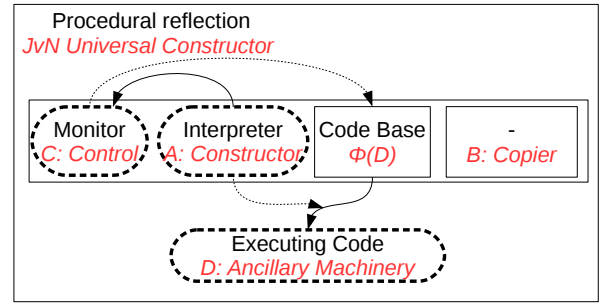 Procedural reflection
JvN Universal Constructor
Monitor
C: Control
Interpreter
A: Constructor
Code Base
Φ(D)
-
B: Copier
Executing Code
D: Ancillary Machinery